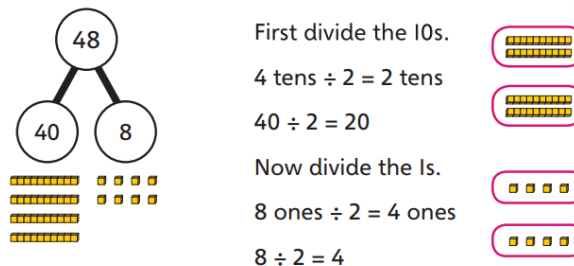 48
40
8
First divide the 10s.
4 tens ÷ 2 = 2 tens
40 ÷ 2 = 20
Now divide the 1s.
8 ones ÷ 2 = 4 ones
8 ÷ 2 = 4